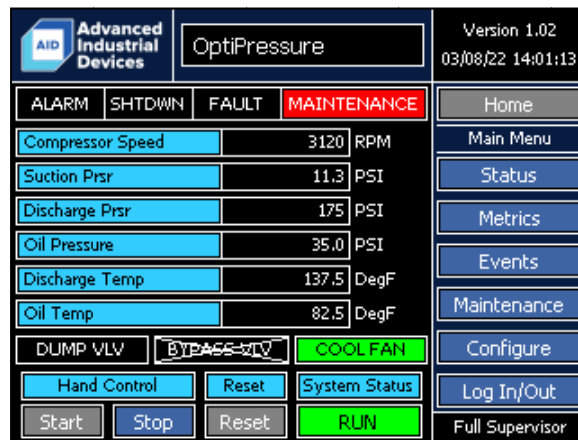 AID
Advanced
Industrial
Devices
OptiPressure
Version 1.02
03/08/22 14:01:13
ALARM SHTDWN FAULT MAINTENANCE
Home
Compressor Speed 3120 RPM
Main Menu
Suction Prsr 11.3 PSI
Status
Discharge Prsr 175 PSI
Metrics
Oil Pressure 35.0 PSI
Events
Discharge Temp 137.5 DegF
Maintenance
Oil Temp 82.5 DegF
DUMP VLV BYPASS VLV COOL FAN
Configure
Hand Control Reset System Status
Log In/Out
Start Stop Reset RUN
Full Supervisor